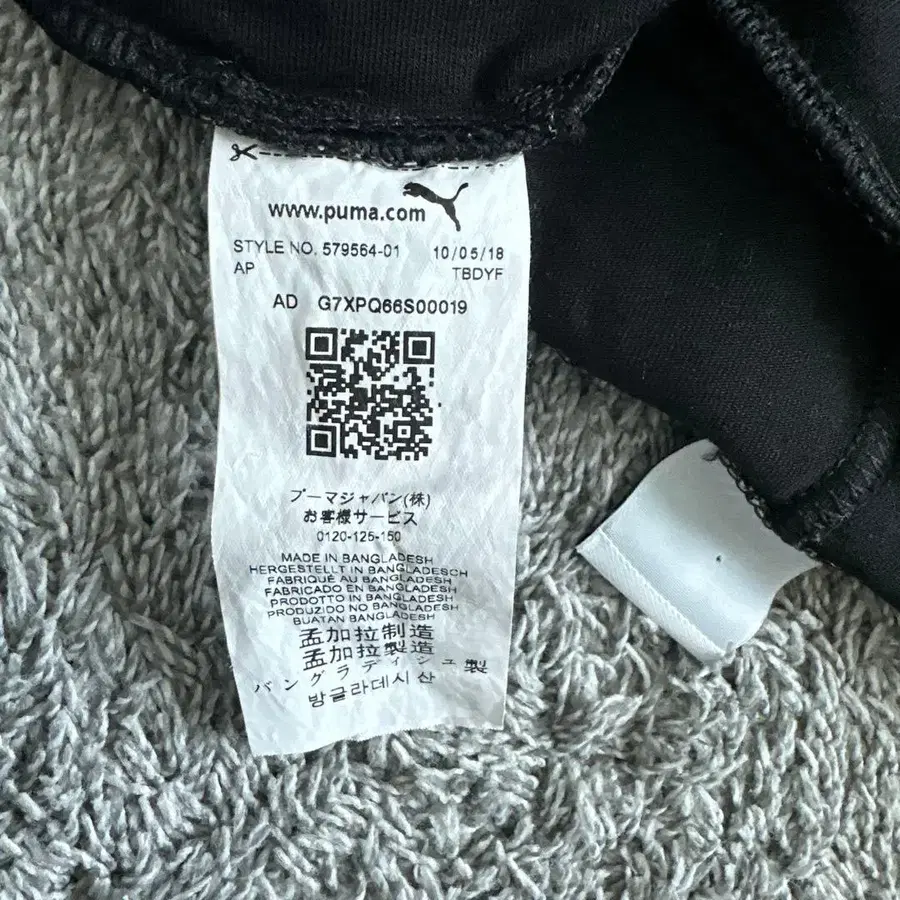 www.puma.com
STYLE NO. 579564-01 10/05/18
AP TBDYF
AD G7XPQ66S00019
プーマジャパン(株)
お客様サービス
0120-125-150
MADE IN BANGLADESH
HERGESTELLT IN BANGLADESCH
FABRIQUÉ AU BANGLADESH
FABRICADO EN BANGLADESH
PRODOTTO IN BANGLADESH
PRODUZIDO NO BANGLADESH
BUATAN BANGLADESH
孟加拉制造
孟加拉製造
バングラディシュ製
방글라데시산